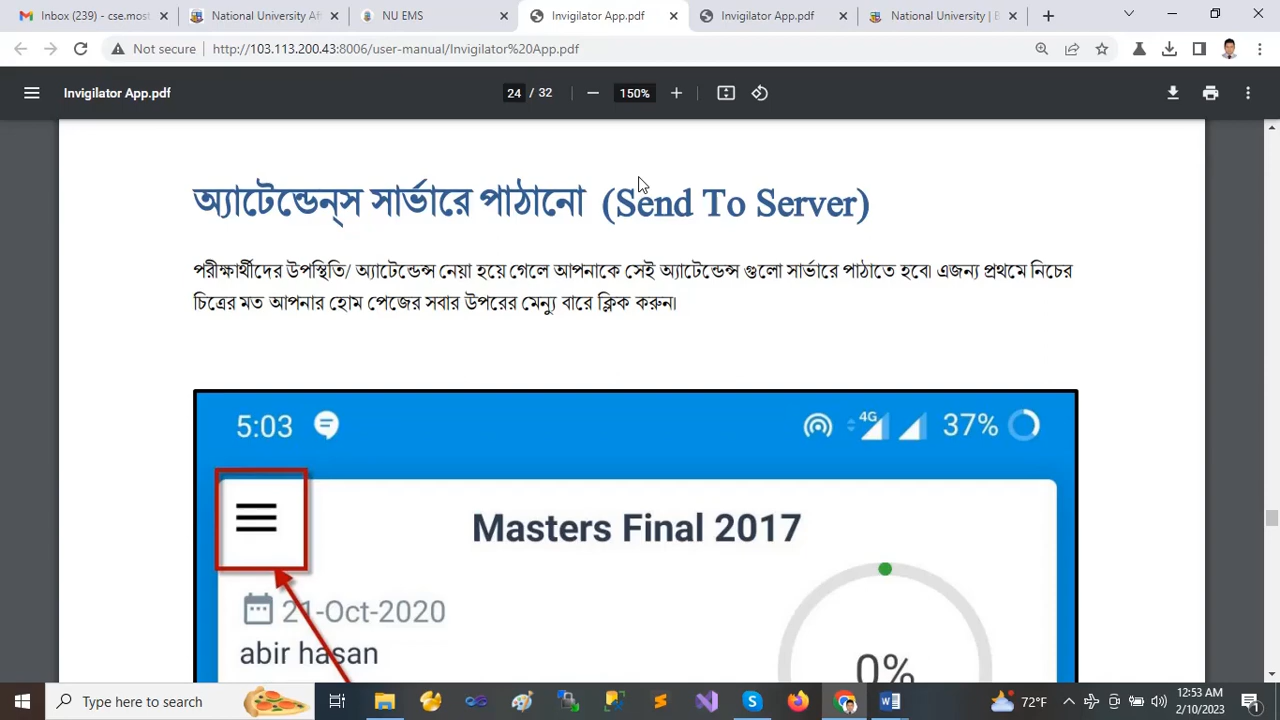 Inbox (239) - cse.most
National University Af
NU EMS
Invigilator App.pdf
Invigilator App.pdf
National University | B
Not secure
http://103.113.200.43:8006/user-manual/Invigilator%20App.pdf
Invigilator App.pdf
24 / 32
150%
অ্যাটেন্ডেন্‌স সার্ভারে পাঠানো (Send To Server)
পরীক্ষার্থীদের উপস্থিতি/ অ্যাটেন্ডেন্স নেয়া হয়ে গেলে আপনাকে সেই অ্যাটেন্ডেন্স গুলো সার্ভারে পাঠাতে হবে। এজন্য প্রথমে নিচের
চিত্রের মত আপনার হোম পেজের সবার উপরের মেন্যু বারে ক্লিক করুন।
5:03
4G
37%
Masters Final 2017
21-Oct-2020
abir hasan
0%
Type here to search
72°F
12:53 AM
2/10/2023
1